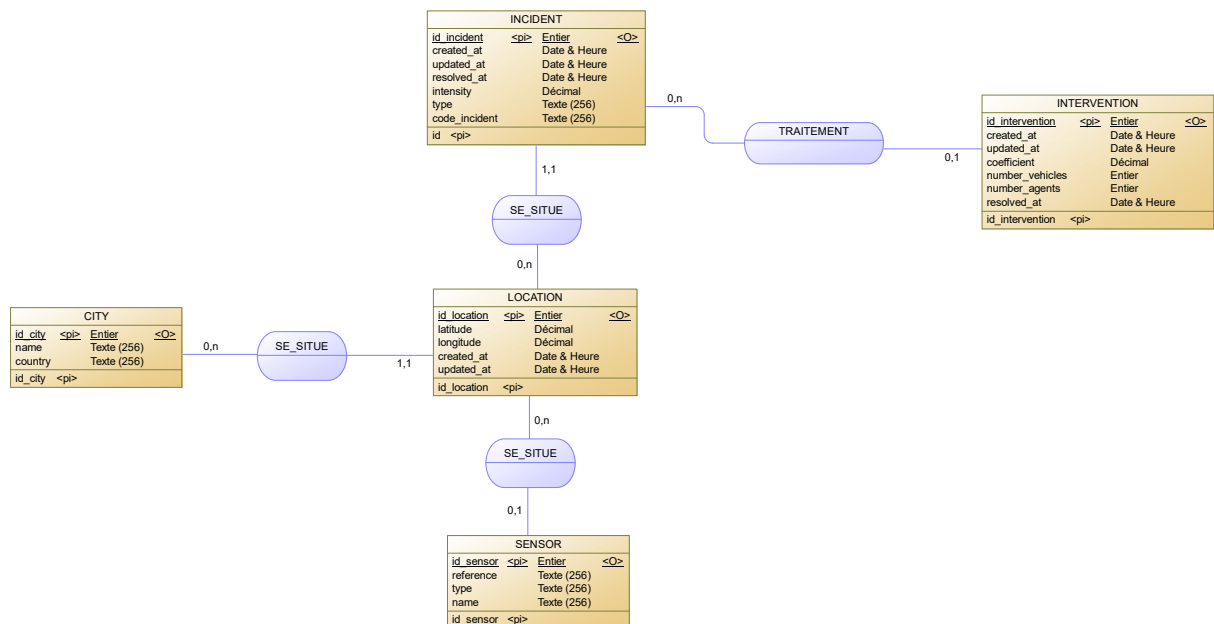 INCIDENT
id_incident <pi> Entier <O>
created_at Date & Heure
updated_at Date & Heure
resolved_at Date & Heure
intensity Décimal
type Texte (256)
code_incident Texte (256)
id <pi>
0,n
TRAITEMENT
0,1
INTERVENTION
id_intervention <pi> Entier <O>
created_at Date & Heure
updated_at Date & Heure
coefficient Décimal
number_vehicles Entier
number_agents Entier
resolved_at Date & Heure
id_intervention <pi>
1,1
SE_SITUE
0,n
CITY
id_city <pi> Entier <O>
name Texte (256)
country Texte (256)
id_city <pi>
0,n
SE_SITUE
1,1
LOCATION
id_location <pi> Entier <O>
latitude Décimal
longitude Décimal
created_at Date & Heure
updated_at Date & Heure
id_location <pi>
0,n
SE_SITUE
0,1
SENSOR
id_sensor <pi> Entier <O>
reference Texte (256)
type Texte (256)
name Texte (256)
id_sensor <pi>